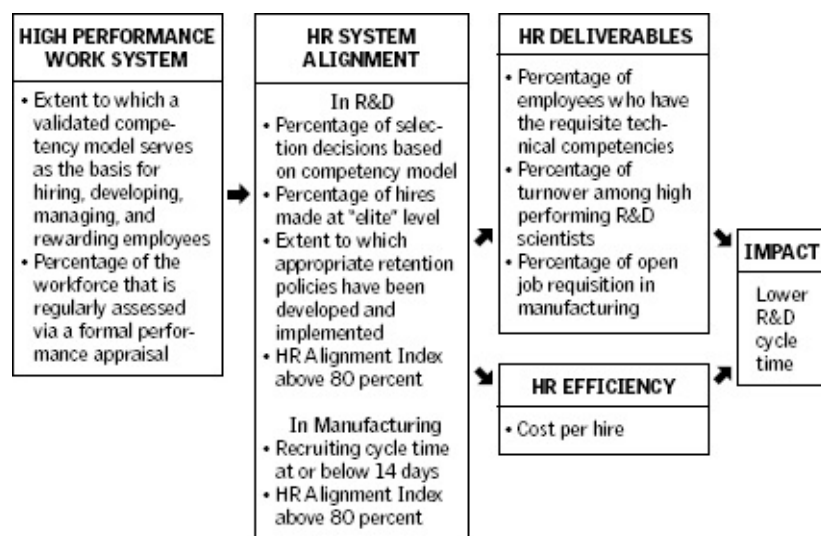 HIGH PERFORMANCE
WORK SYSTEM
• Extent to which a
validated compe-
tency model serves
as the basis for
hiring, developing,
managing, and
rewarding employees
• Percentage of the
workforce that is
regularly assessed
via a formal perfor-
mance appraisal
HR SYSTEM
ALIGNMENT
In R&D
• Percentage of selec-
tion decisions based
on competency model
• Percentage of hires
made at "elite" level
• Extent to which
appropriate retention
policies have been
developed and
implemented
• HR Alignment Index
above 80 percent
In Manufacturing
• Recruiting cycle time
at or below 14 days
• HR Alignment Index
above 80 percent
HR DELIVERABLES
• Percentage of
employees who have
the requisite tech-
nical competencies
• Percentage of
turnover among high
performing R&D
scientists
• Percentage of open
job requisition in
manufacturing
HR EFFICIENCY
• Cost per hire
IMPACT
Lower
R&D
cycle
time